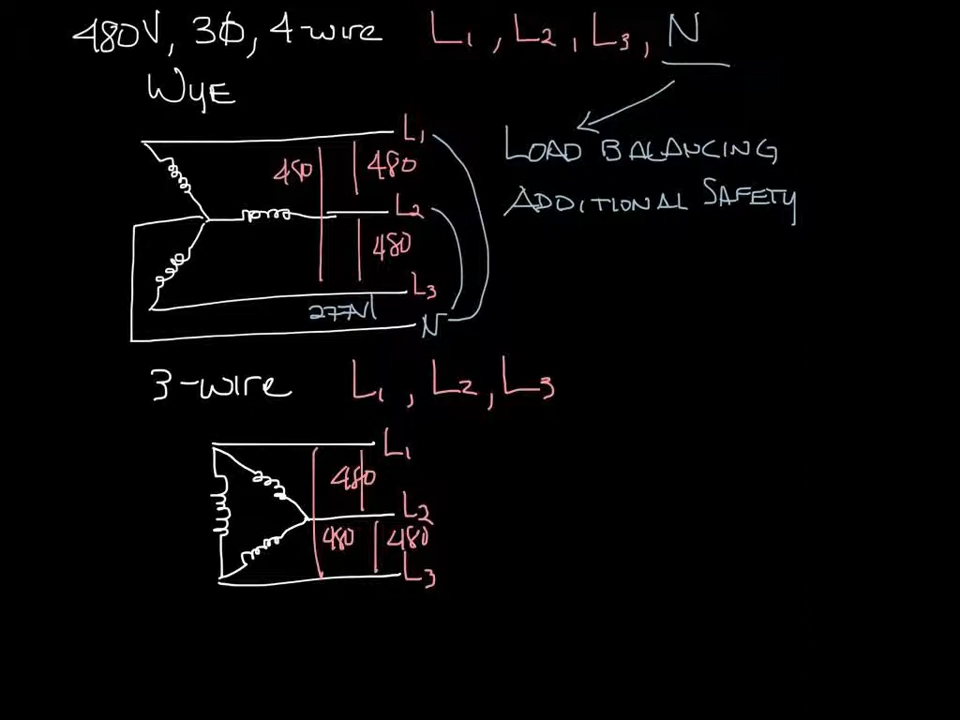 480V, 3Ø, 4-wire L1, L2, L3, N
WYE
LOAD BALANCING
ADDITIONAL SAFETY
L1
480 480
L2
480
L3
277V
N
3-wire L1, L2, L3
L1
480
L2
480 480
L3